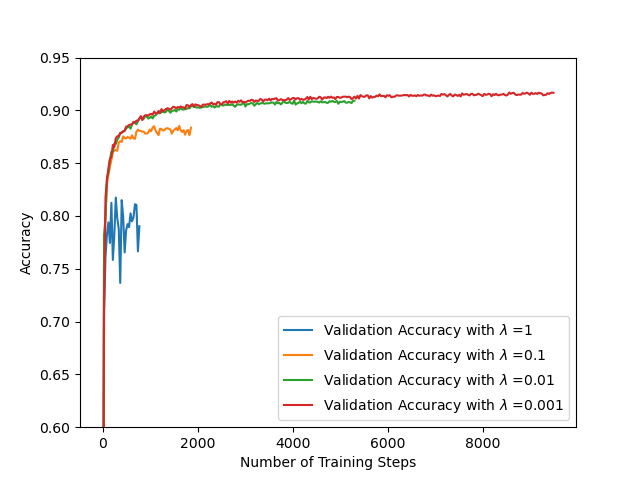 0.95
0.90
0.85
0.80
0.75
0.70
0.65
0.60
Accuracy
Validation Accuracy with λ =1
Validation Accuracy with λ =0.1
Validation Accuracy with λ =0.01
Validation Accuracy with λ =0.001
0 2000 4000 6000 8000
Number of Training Steps